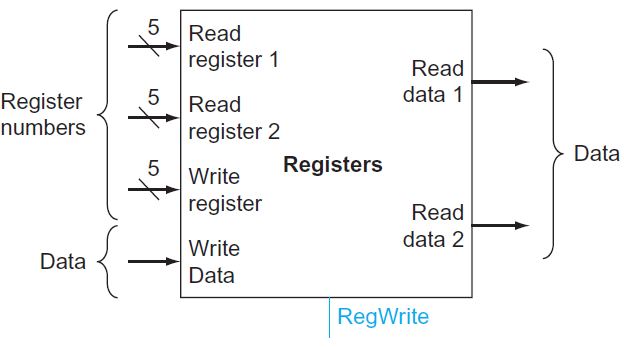 5
Read
register 1
5
Read
register 2
5
Write
register
Write
Data
Register
numbers
Data
Registers
Read
data 1
Read
data 2
Data
RegWrite